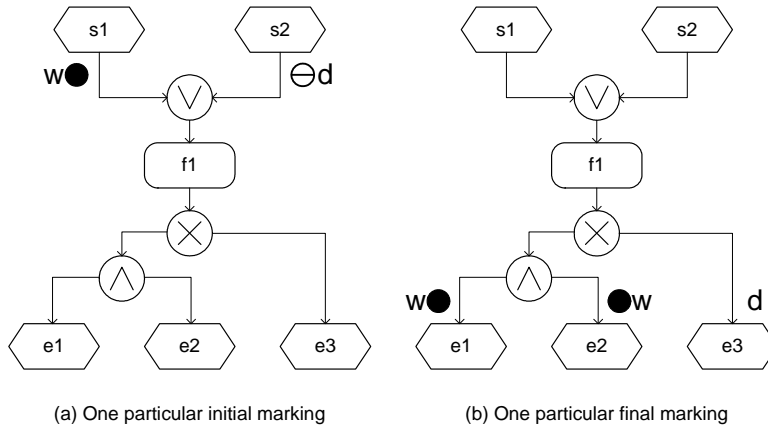 s1 s2 s1 s2
w d
f1 f1
w w d
e1 e2 e3 e1 e2 e3
(a) One particular initial marking (b) One particular final marking